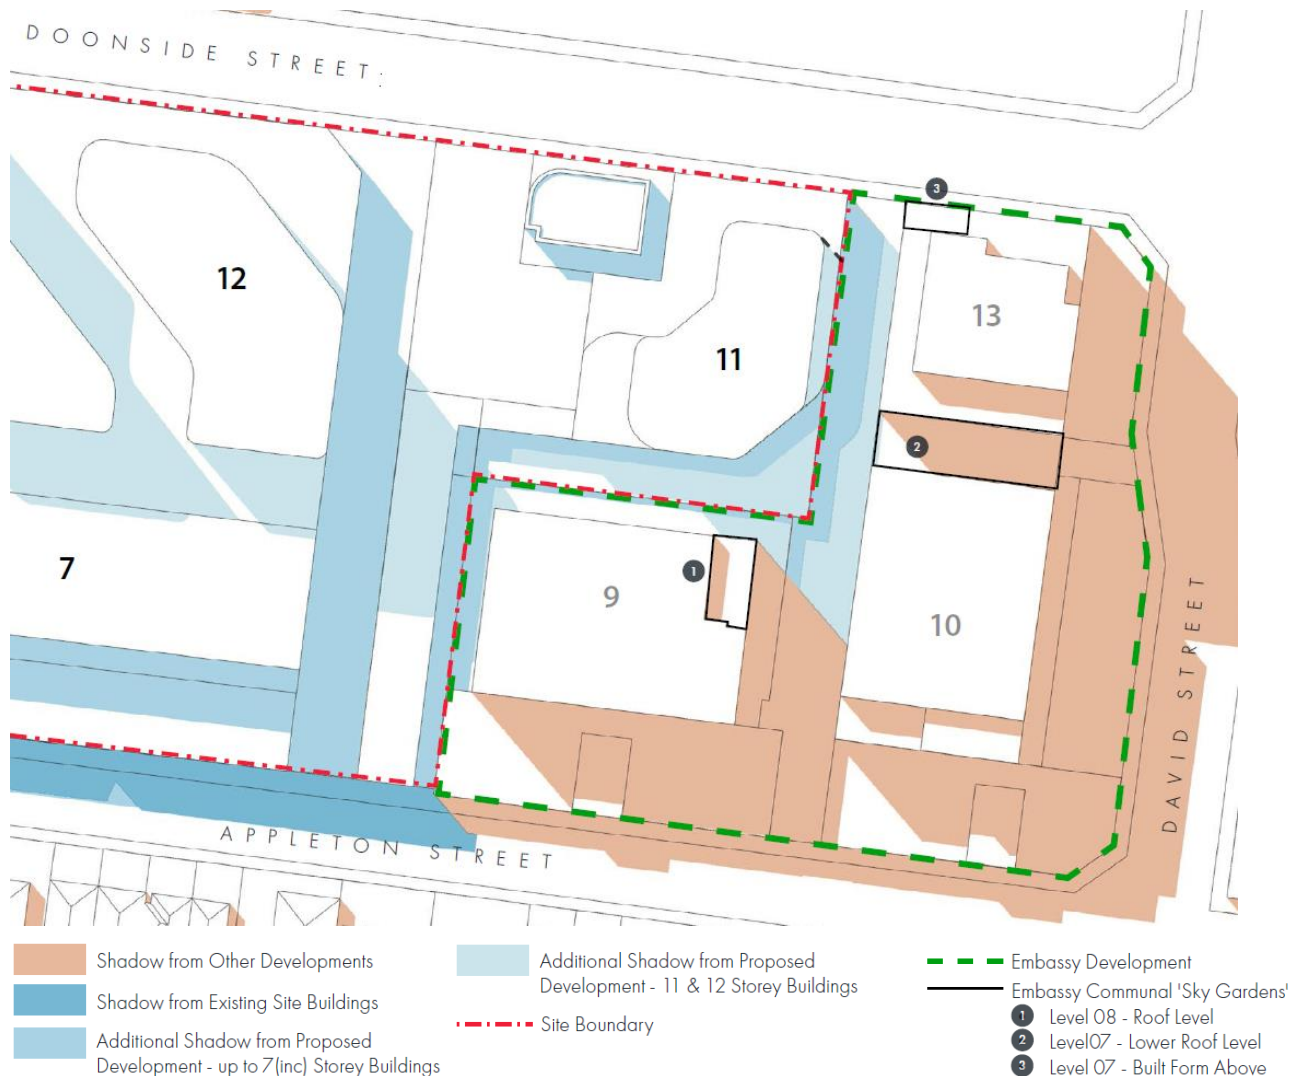 DOONSIDE STREET:
12
3
13
11
2
7
1
9
10
DAVID STREET
APPLETON STREET
Shadow from Other Developments
Shadow from Existing Site Buildings
Additional Shadow from Proposed
Development - up to 7(inc) Storey Buildings
Additional Shadow from Proposed
Development - 11 & 12 Storey Buildings
Site Boundary
Embassy Development
Embassy Communal 'Sky Gardens'
1 Level 08 - Roof Level
2 Level07 - Lower Roof Level
3 Level 07 - Built Form Above